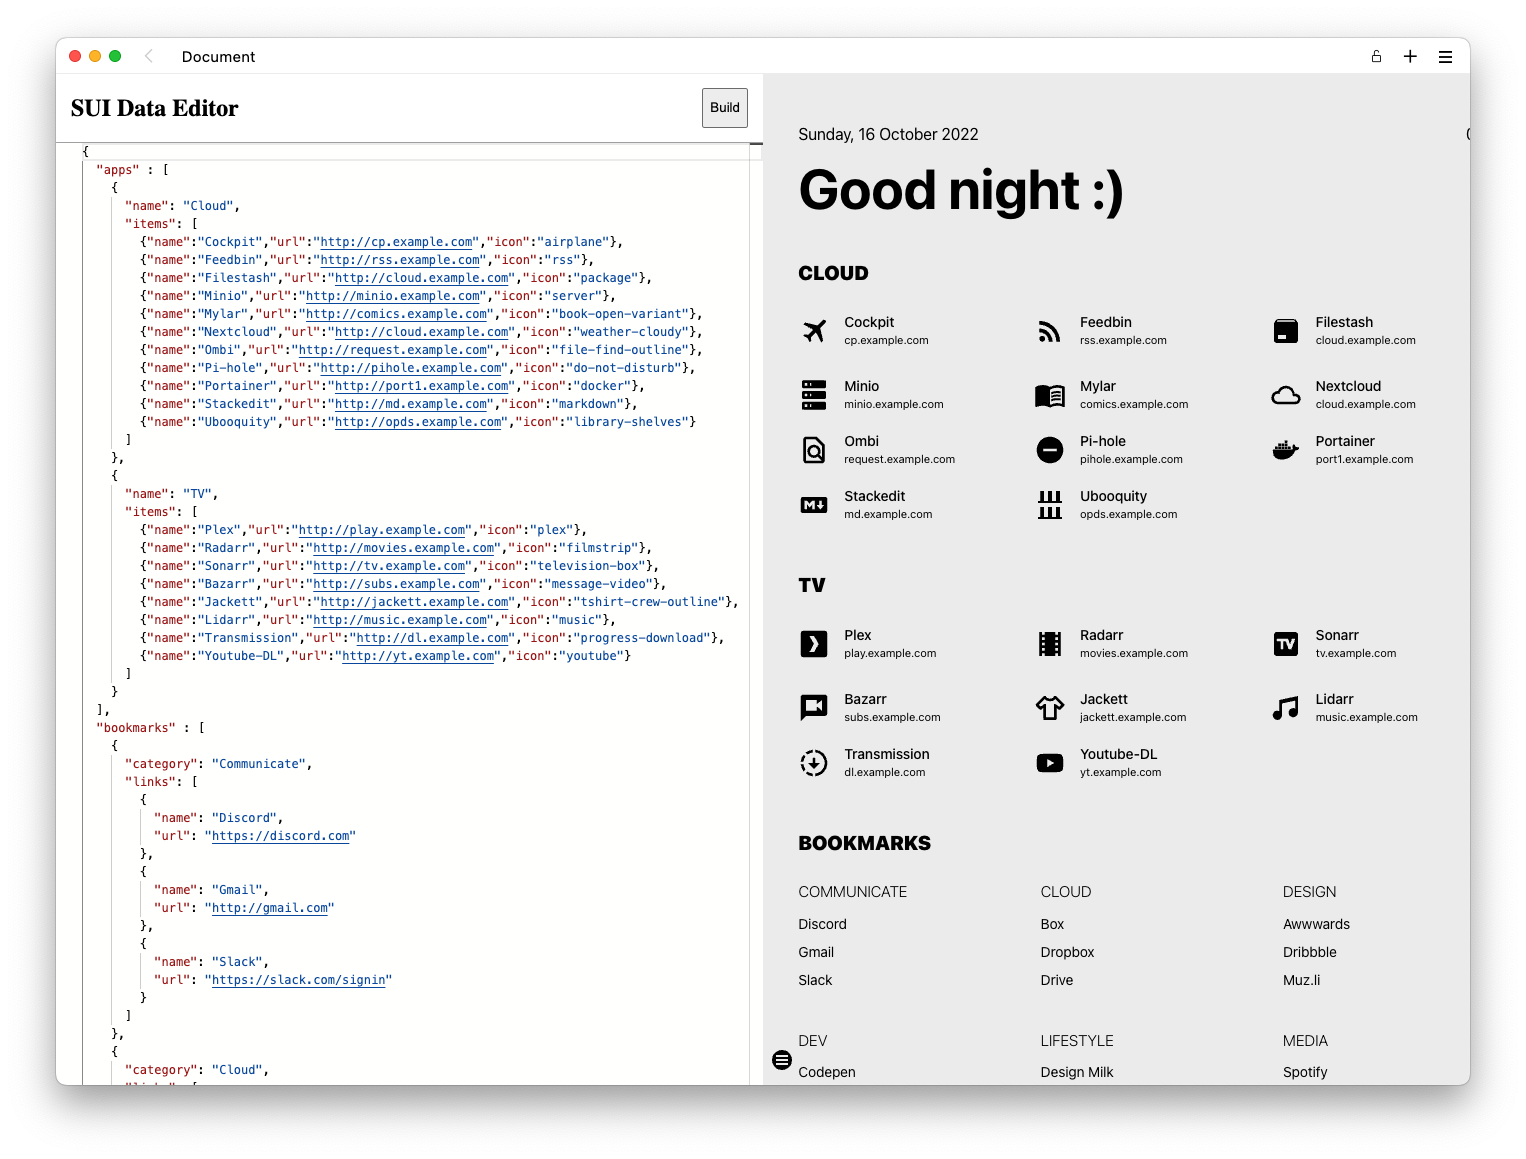 Document
SUI Data Editor
Build
{
"apps" : [
{
"name": "Cloud",
"items": [
{"name":"Cockpit","url":"http://cp.example.com","icon":"airplane"},
{"name":"Feedbin","url":"http://rss.example.com","icon":"rss"},
{"name":"Filestash","url":"http://cloud.example.com","icon":"package"},
{"name":"Minio","url":"http://minio.example.com","icon":"server"},
{"name":"Mylar","url":"http://comics.example.com","icon":"book-open-variant"},
{"name":"Nextcloud","url":"http://cloud.example.com","icon":"weather-cloudy"},
{"name":"Ombi","url":"http://request.example.com","icon":"file-find-outline"},
{"name":"Pi-hole","url":"http://pihole.example.com","icon":"do-not-disturb"},
{"name":"Portainer","url":"http://port1.example.com","icon":"docker"},
{"name":"Stackedit","url":"http://md.example.com","icon":"markdown"},
{"name":"Ubooquity","url":"http://opds.example.com","icon":"library-shelves"}
]
},
{
"name": "TV",
"items": [
{"name":"Plex","url":"http://play.example.com","icon":"plex"},
{"name":"Radarr","url":"http://movies.example.com","icon":"filmstrip"},
{"name":"Sonarr","url":"http://tv.example.com","icon":"television-box"},
{"name":"Bazarr","url":"http://subs.example.com","icon":"message-video"},
{"name":"Jackett","url":"http://jackett.example.com","icon":"tshirt-crew-outline"},
{"name":"Lidarr","url":"http://music.example.com","icon":"music"},
{"name":"Transmission","url":"http://dl.example.com","icon":"progress-download"},
{"name":"Youtube-DL","url":"http://yt.example.com","icon":"youtube"}
]
}
],
"bookmarks" : [
{
"category": "Communicate",
"links": [
{
"name": "Discord",
"url": "https://discord.com"
},
{
"name": "Gmail",
"url": "http://gmail.com"
},
{
"name": "Slack",
"url": "https://slack.com/signin"
}
]
},
{
"category": "Cloud",
Sunday, 16 October 2022
Good night :)
CLOUD
Cockpit
cp.example.com
Feedbin
rss.example.com
Filestash
cloud.example.com
Minio
minio.example.com
Mylar
comics.example.com
Nextcloud
cloud.example.com
Ombi
request.example.com
Pi-hole
pihole.example.com
Portainer
port1.example.com
M
Stackedit
md.example.com
Ubooquity
opds.example.com
TV
Plex
play.example.com
Radarr
movies.example.com
TV
Sonarr
tv.example.com
Bazarr
subs.example.com
Jackett
jackett.example.com
Lidarr
music.example.com
Transmission
dl.example.com
Youtube-DL
yt.example.com
BOOKMARKS
COMMUNICATE
Discord
Gmail
Slack
CLOUD
Box
Dropbox
Drive
DESIGN
Awwwards
Dribbble
Muz.li
DEV
Codepen
LIFESTYLE
Design Milk
MEDIA
Spotify